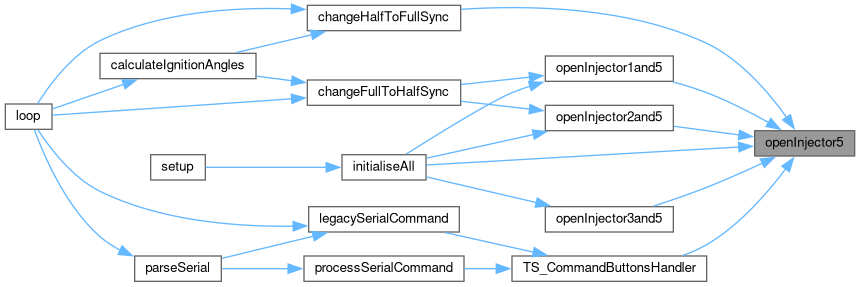 changeHalfToFullSync
calculateIgnitionAngles
openInjector1and5
changeFullToHalfSync
loop
openInjector2and5
openInjector5
setup
initialiseAll
legacySerialCommand
openInjector3and5
parseSerial
processSerialCommand
TS_CommandButtonsHandler